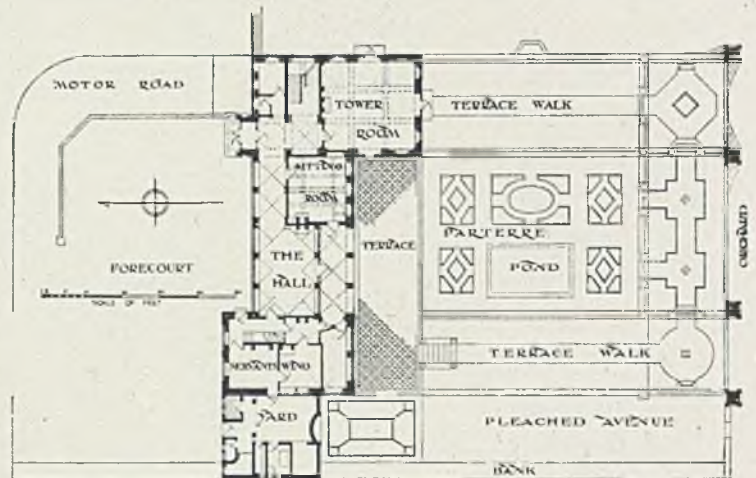 MOTOR ROAD
TOWER
ROOM
TERRACE WALK
SITTING
ROOM
FORECOURT
SCALE OF FEET
THE
HALL
TERRACE
PARTERRE
POND
SERVANTS WING
TERRACE WALK
YARD
PLEACHED AVENUE
BANK